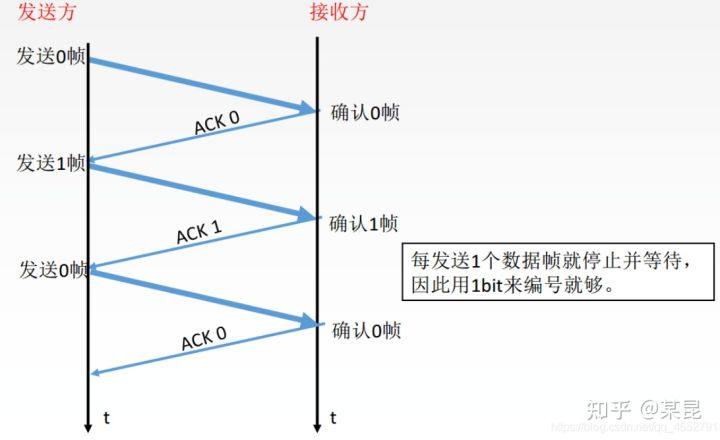 发送方
接收方
发送0帧
ACK 0
确认0帧
发送1帧
ACK 1
确认1帧
发送0帧
每发送1个数据帧就停止并等待，
因此用1bit来编号就够。
ACK 0
确认0帧
t
t
知乎 @某昆
https://blog.csdn.net/qq_4552791